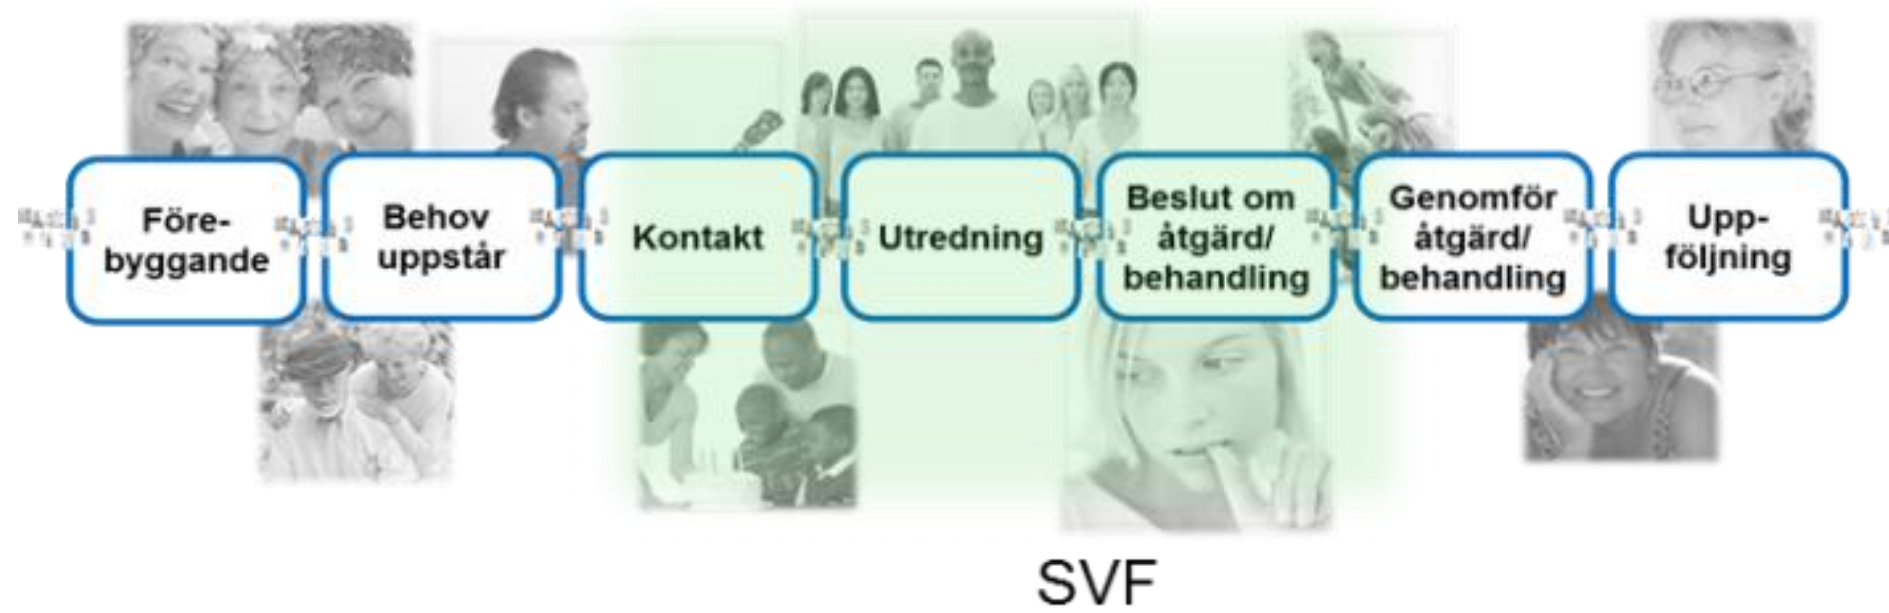 Före-
byggande
Behov
uppstår
Kontakt
Utredning
Beslut om
åtgärd/
behandling
Genomför
åtgärd/
behandling
Upp-
följning
SVF